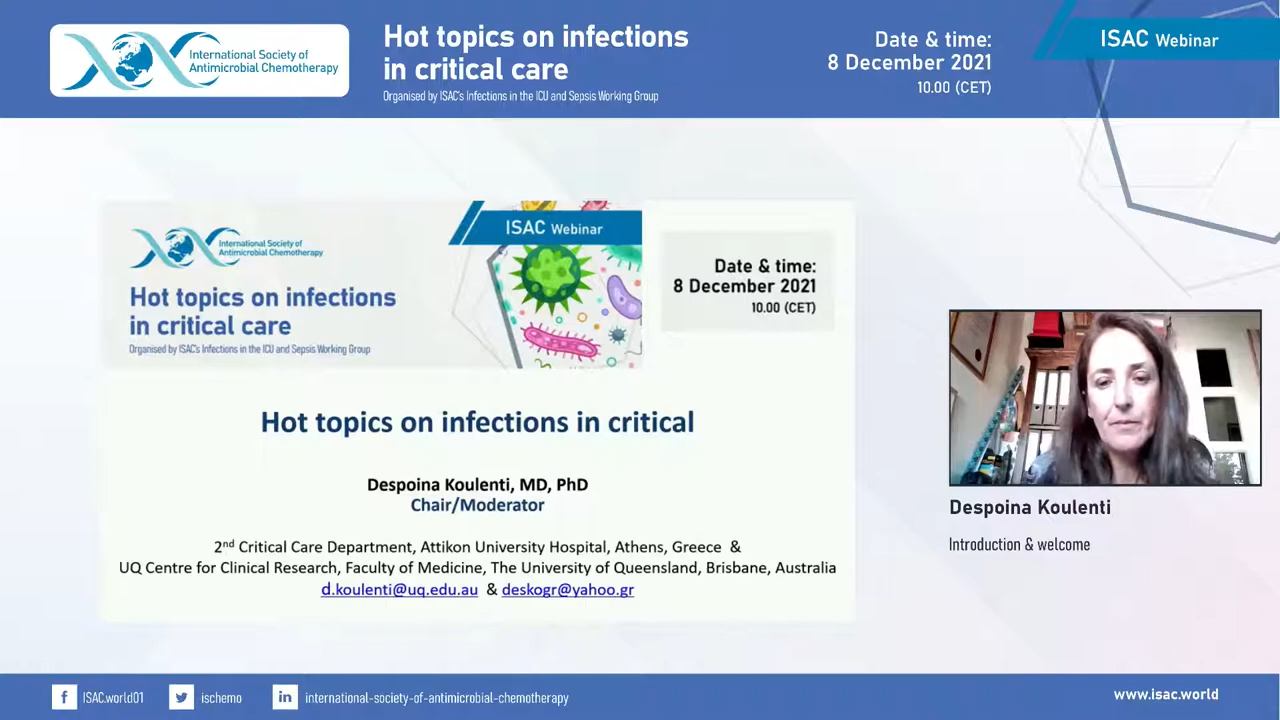 International Society of
Antimicrobial Chemotherapy
Hot topics on infections
in critical care
Organised by ISAC's Infections in the ICU and Sepsis Working Group
Date & time:
8 December 2021
10.00 (CET)
ISAC Webinar
International Society of
Antimicrobial Chemotherapy
ISAC Webinar
Hot topics on infections
in critical care
Organised by ISAC's Infections in the ICU and Sepsis Working Group
Date & time:
8 December 2021
10.00 (CET)
Hot topics on infections in critical
Despoina Koulenti, MD, PhD
Chair/Moderator
2nd Critical Care Department, Attikon University Hospital, Athens, Greece &
UQ Centre for Clinical Research, Faculty of Medicine, The University of Queensland, Brisbane, Australia
d.koulenti@uq.edu.au & deskogr@yahoo.gr
Despoina Koulenti
Introduction & welcome
ISAC.world01
ischemo
international-society-of-antimicrobial-chemotherapy
www.isac.world